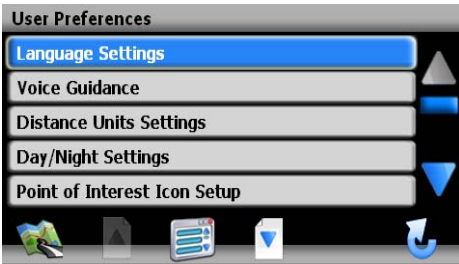 User Preferences
Language Settings
Voice Guidance
Distance Units Settings
Day/Night Settings
Point of Interest Icon Setup